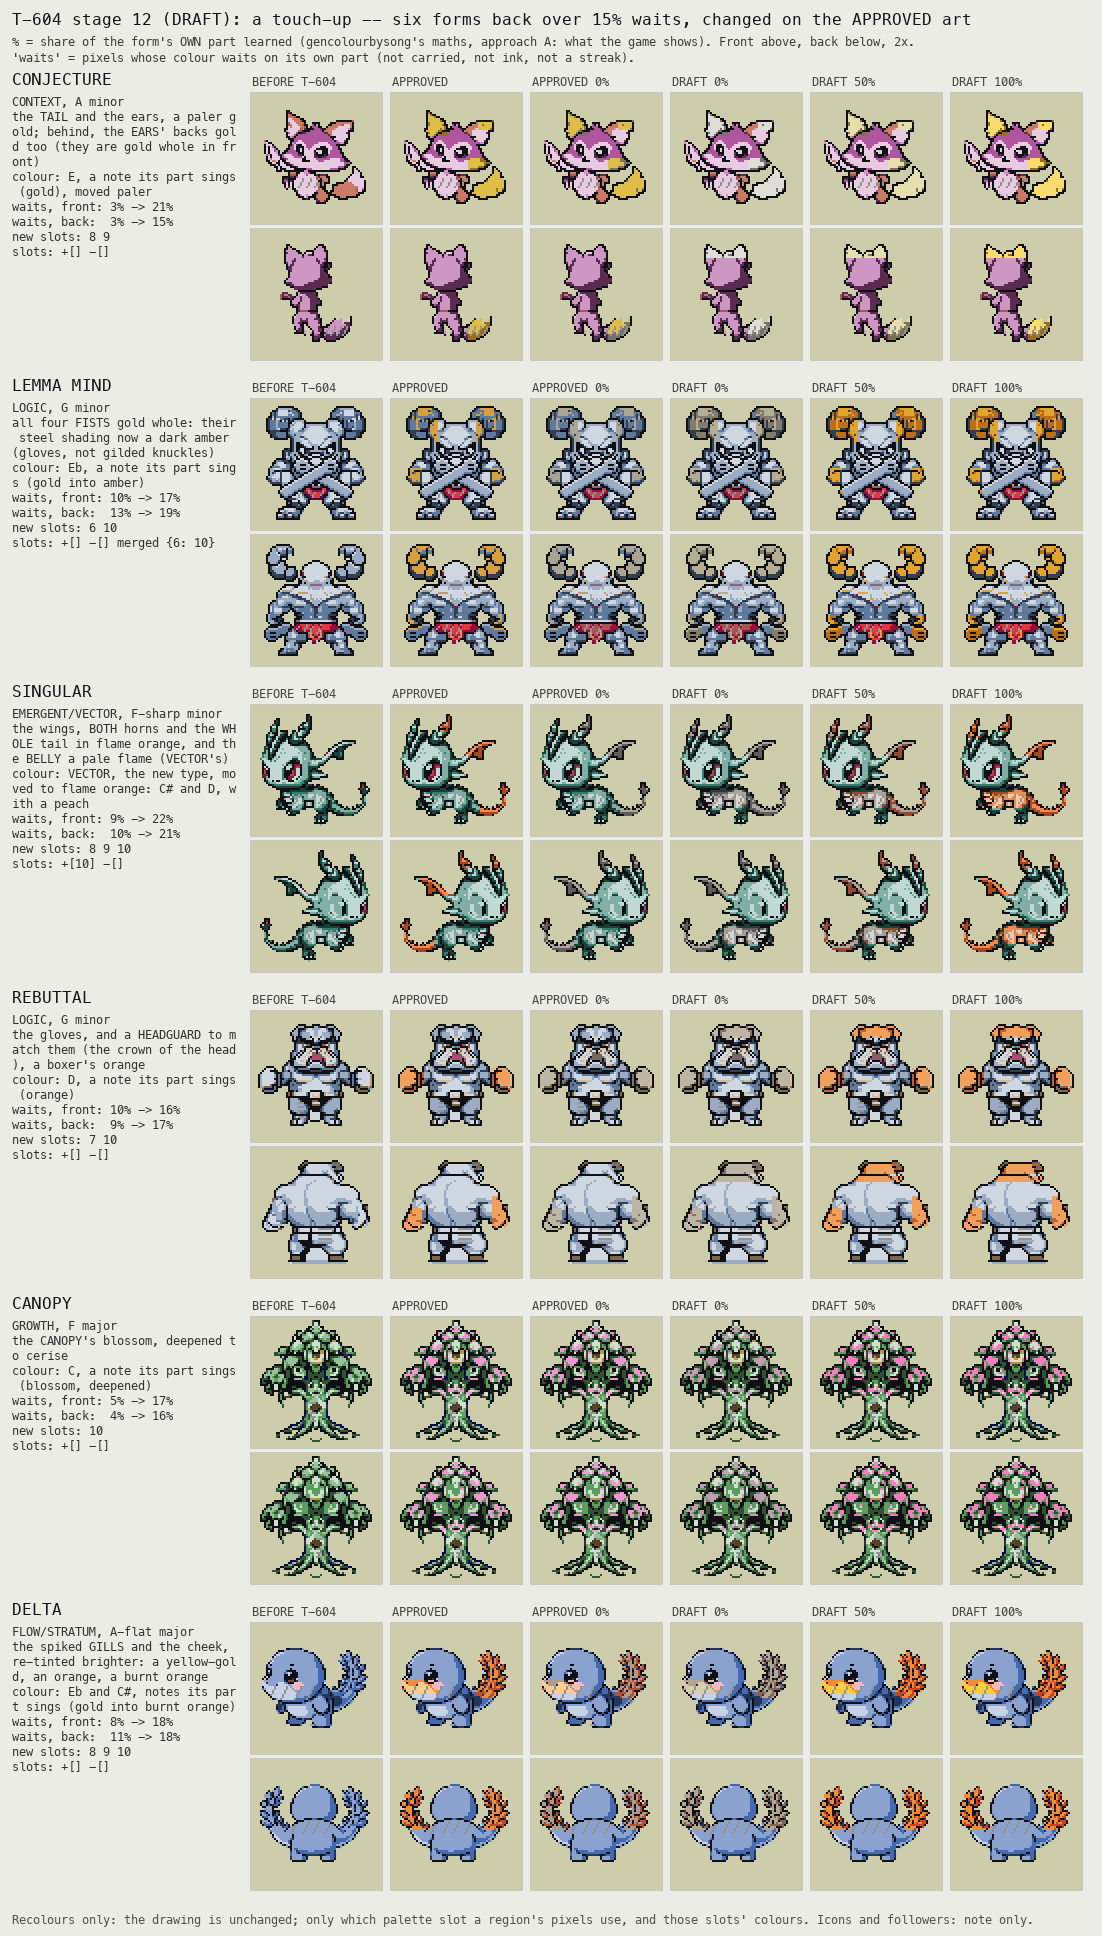 T−604 stage 12 (DRAFT): a touch−up −− six forms back over 15% waits, changed on the APPROVED art
% = share of the form's OWN part learned (gencolourbysong's maths, approach A: what the game shows). Front above, back below, 2x.
'waits' = pixels whose colour waits on its own part (not carried, not ink, not a streak).
CONJECTURE
BEFORE T−604 APPROVED APPROVED 0% DRAFT 0% DRAFT 50% DRAFT 100%
CONTEXT, A minor
the TAIL and the ears, a paler g
old; behind, the EARS' backs gol
d too (they are gold whole in fr
ont)
colour: E, a note its part sings
 (gold), moved paler
waits, front: 3% −> 21%
waits, back:  3% −> 15%
new slots: 8 9
slots: +[] −[]
LEMMA MIND
BEFORE T−604 APPROVED APPROVED 0% DRAFT 0% DRAFT 50% DRAFT 100%
LOGIC, G minor
all four FISTS gold whole: their
 steel shading now a dark amber
(gloves, not gilded knuckles)
colour: Eb, a note its part sing
s (gold into amber)
waits, front: 10% −> 17%
waits, back:  13% −> 19%
new slots: 6 10
slots: +[] −[] merged {6: 10}
SINGULAR
BEFORE T−604 APPROVED APPROVED 0% DRAFT 0% DRAFT 50% DRAFT 100%
EMERGENT/VECTOR, F−sharp minor
the wings, BOTH horns and the WH
OLE tail in flame orange, and th
e BELLY a pale flame (VECTOR's)
colour: VECTOR, the new type, mo
ved to flame orange: C# and D, w
ith a peach
waits, front: 9% −> 22%
waits, back:  10% −> 21%
new slots: 8 9 10
slots: +[10] −[]
REBUTTAL
BEFORE T−604 APPROVED APPROVED 0% DRAFT 0% DRAFT 50% DRAFT 100%
LOGIC, G minor
the gloves, and a HEADGUARD to m
atch them (the crown of the head
), a boxer's orange
colour: D, a note its part sings
 (orange)
waits, front: 10% −> 16%
waits, back:  9% −> 17%
new slots: 7 10
slots: +[] −[]
CANOPY
BEFORE T−604 APPROVED APPROVED 0% DRAFT 0% DRAFT 50% DRAFT 100%
GROWTH, F major
the CANOPY's blossom, deepened t
o cerise
colour: C, a note its part sings
 (blossom, deepened)
waits, front: 5% −> 17%
waits, back:  4% −> 16%
new slots: 10
slots: +[] −[]
DELTA
BEFORE T−604 APPROVED APPROVED 0% DRAFT 0% DRAFT 50% DRAFT 100%
FLOW/STRATUM, A−flat major
the spiked GILLS and the cheek,
re−tinted brighter: a yellow−gol
d, an orange, a burnt orange
colour: Eb and C#, notes its par
t sings (gold into burnt orange)
waits, front: 8% −> 18%
waits, back:  11% −> 18%
new slots: 8 9 10
slots: +[] −[]
Recolours only: the drawing is unchanged; only which palette slot a region's pixels use, and those slots' colours. Icons and followers: note only.